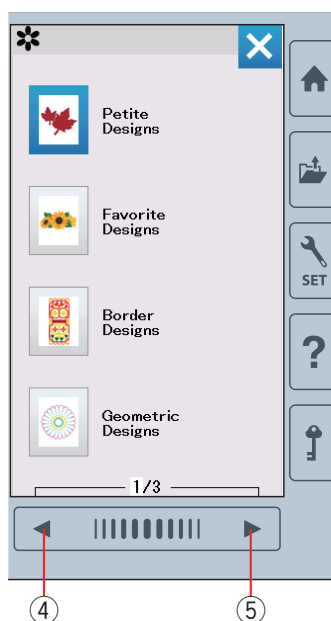 Petite
Designs
Favorite
Designs
SET
Border
Designs
?
Geometric
Designs
1/3
④ ⑤